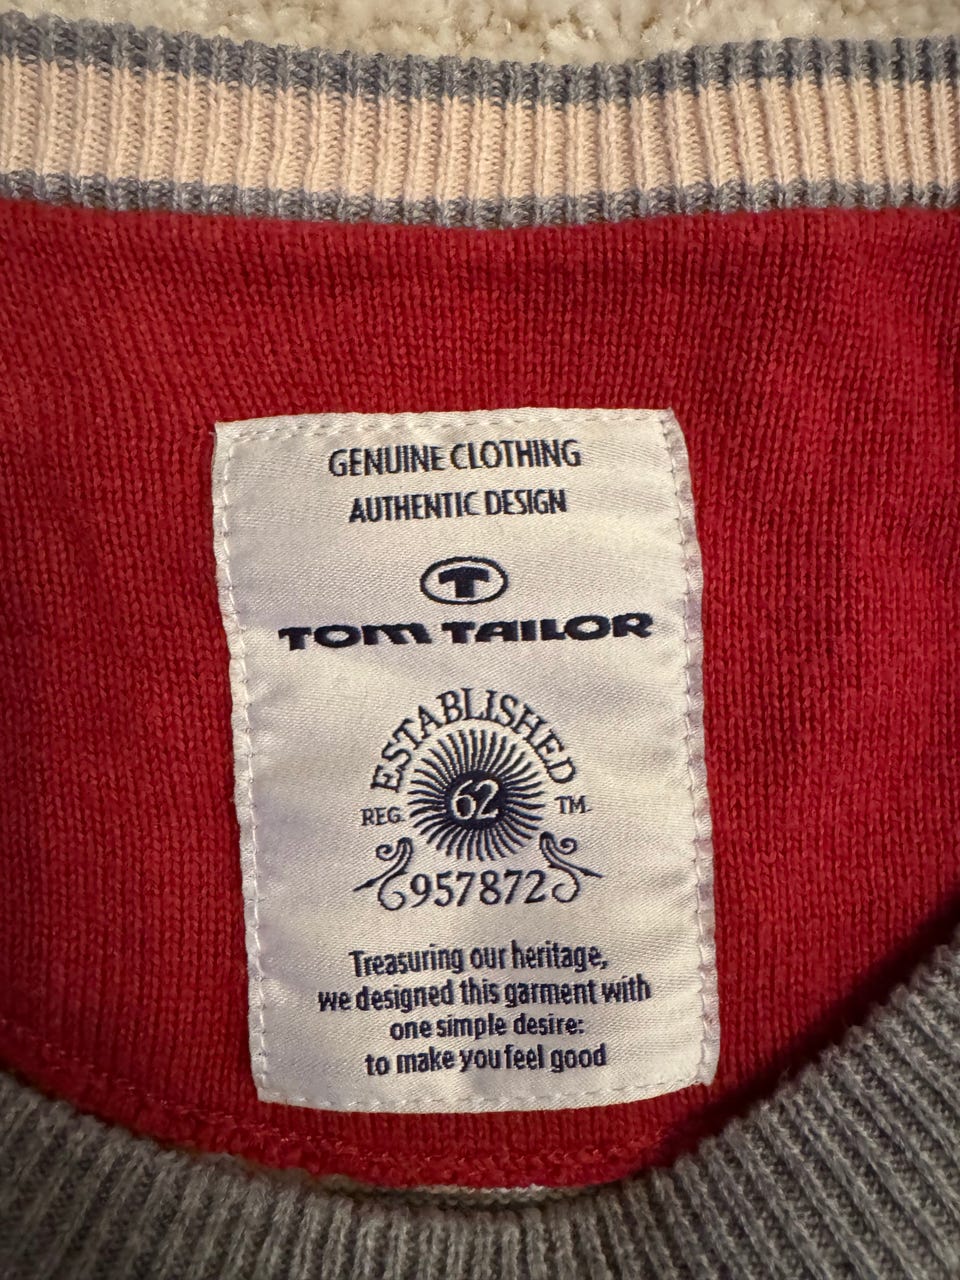 GENUINE CLOTHING
AUTHENTIC DESIGN
T
TOM TAILOR
ESTABLISHED
REG. 62 TM.
957872
Treasuring our heritage,
we designed this garment with
one simple desire:
to make you feel good